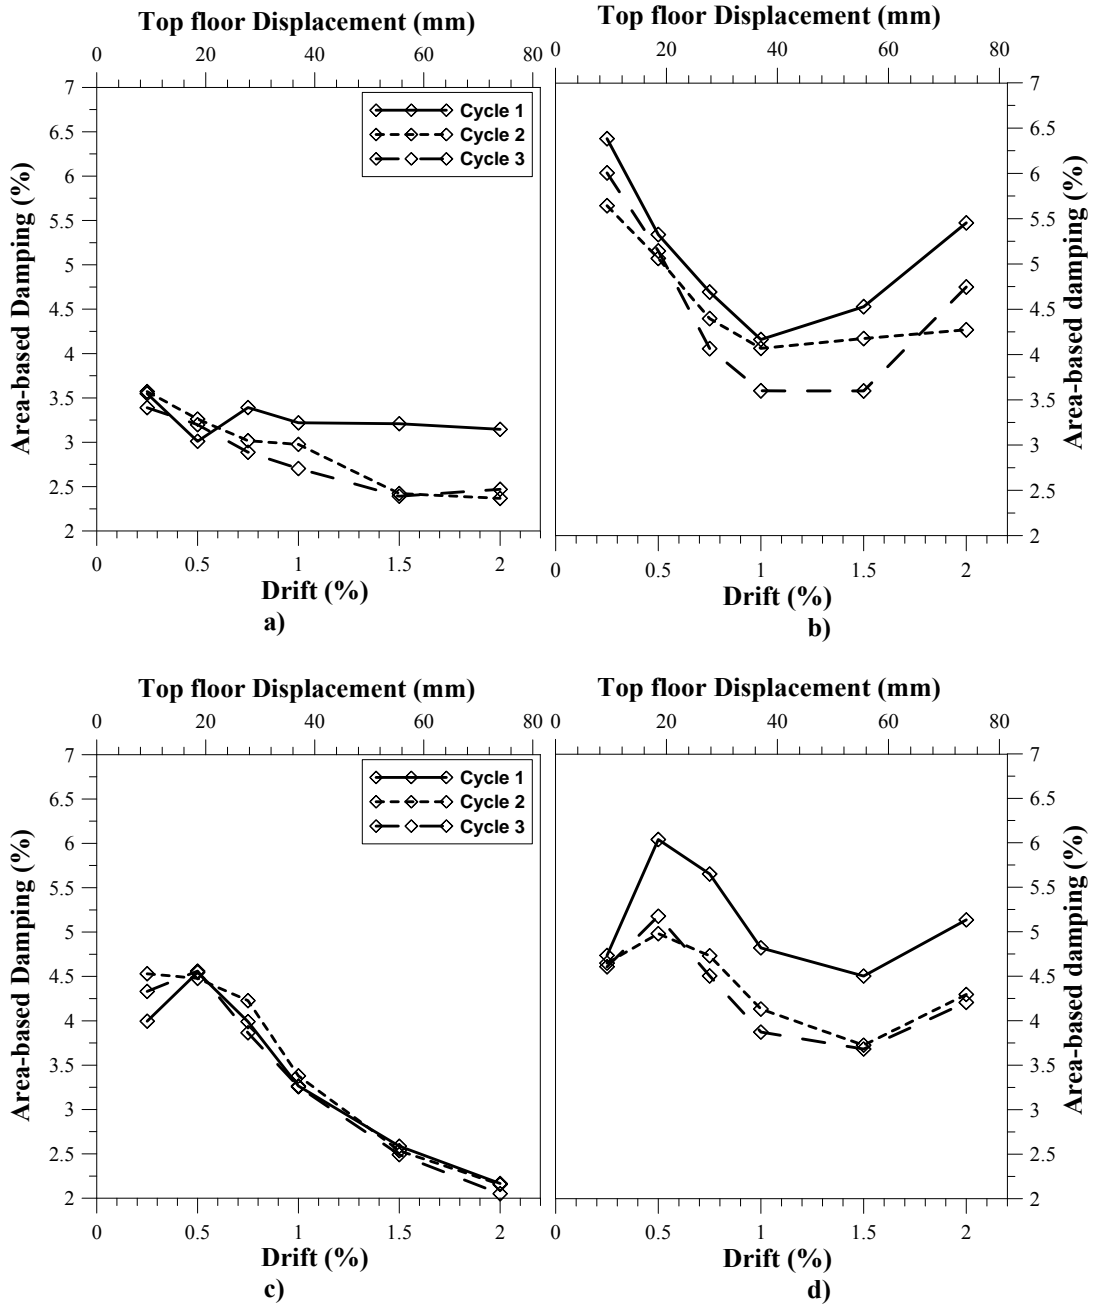 Top floor Displacement (mm)
0 20 40 60 80
7
6.5
6
5.5
5
4.5
4
3.5
3
2.5
2
Area-based Damping (%)
Cycle 1
Cycle 2
Cycle 3
0 0.5 1 1.5 2
Drift (%)
a)
Top floor Displacement (mm)
0 20 40 60 80
7
6.5
6
5.5
5
4.5
4
3.5
3
2.5
2
Area-based damping (%)
0 0.5 1 1.5 2
Drift (%)
b)
Top floor Displacement (mm)
0 20 40 60 80
7
6.5
6
5.5
5
4.5
4
3.5
3
2.5
2
Area-based Damping (%)
Cycle 1
Cycle 2
Cycle 3
0 0.5 1 1.5 2
Drift (%)
c)
Top floor Displacement (mm)
0 20 40 60 80
7
6.5
6
5.5
5
4.5
4
3.5
3
2.5
2
Area-based damping (%)
0 0.5 1 1.5 2
Drift (%)
d)